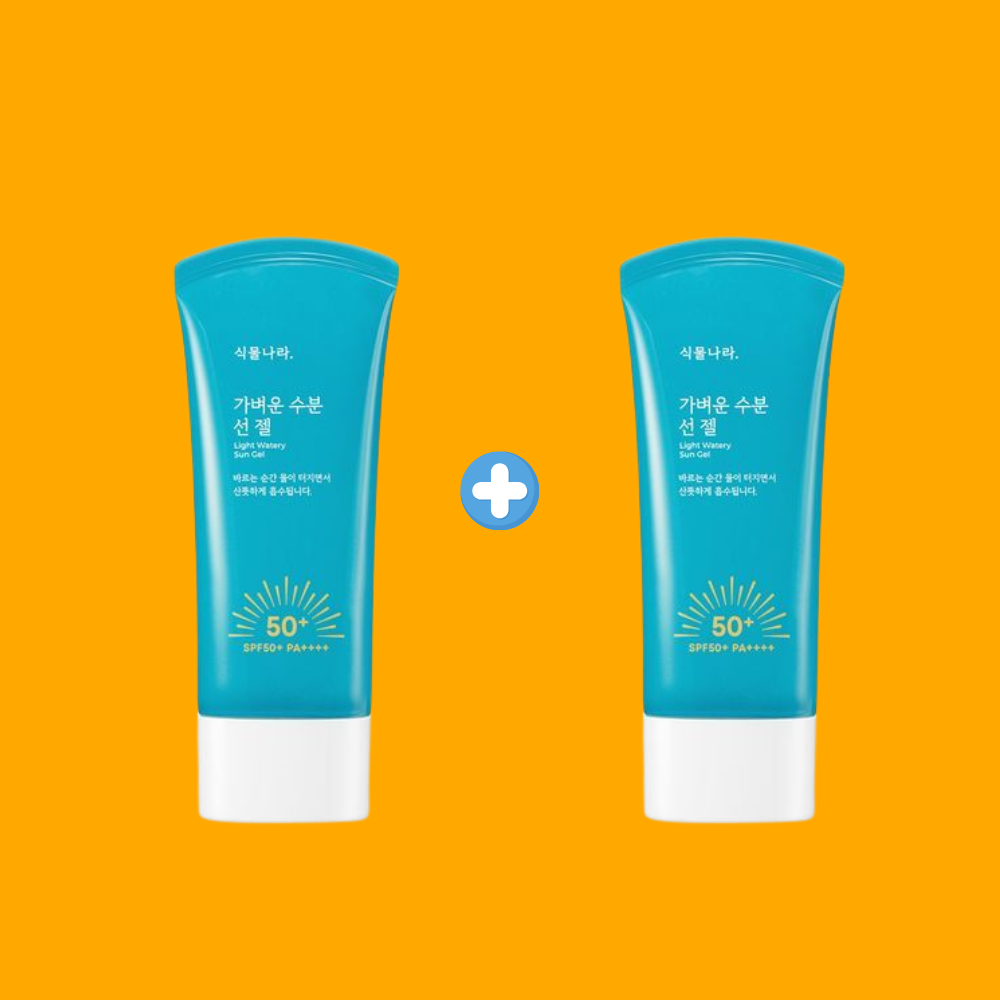 식물나라.
가벼운 수분
선 젤
Light Watery
Sun Gel
바르는 순간 물이 터지면서
산뜻하게 흡수됩니다.
50+
SPF50+ PA++++
식물나라.
가벼운 수분
선 젤
Light Watery
Sun Gel
바르는 순간 물이 터지면서
산뜻하게 흡수됩니다.
50+
SPF50+ PA++++